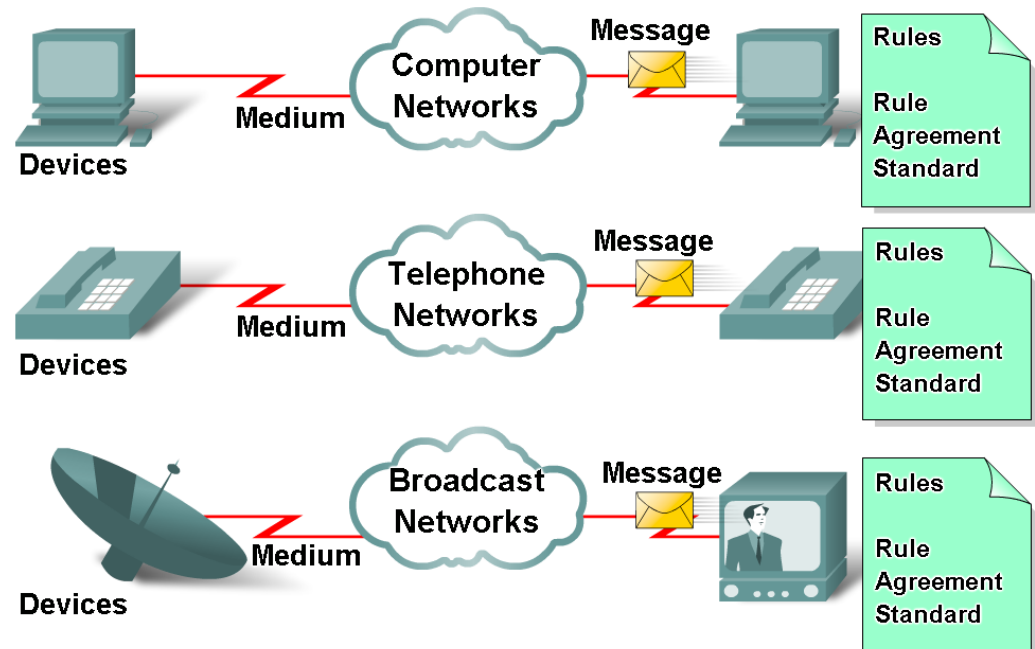 Message
Computer
Networks
Medium
Devices
Rules
Rule
Agreement
Standard
Message
Telephone
Networks
Medium
Devices
Rules
Rule
Agreement
Standard
Message
Broadcast
Networks
Medium
Devices
Rules
Rule
Agreement
Standard